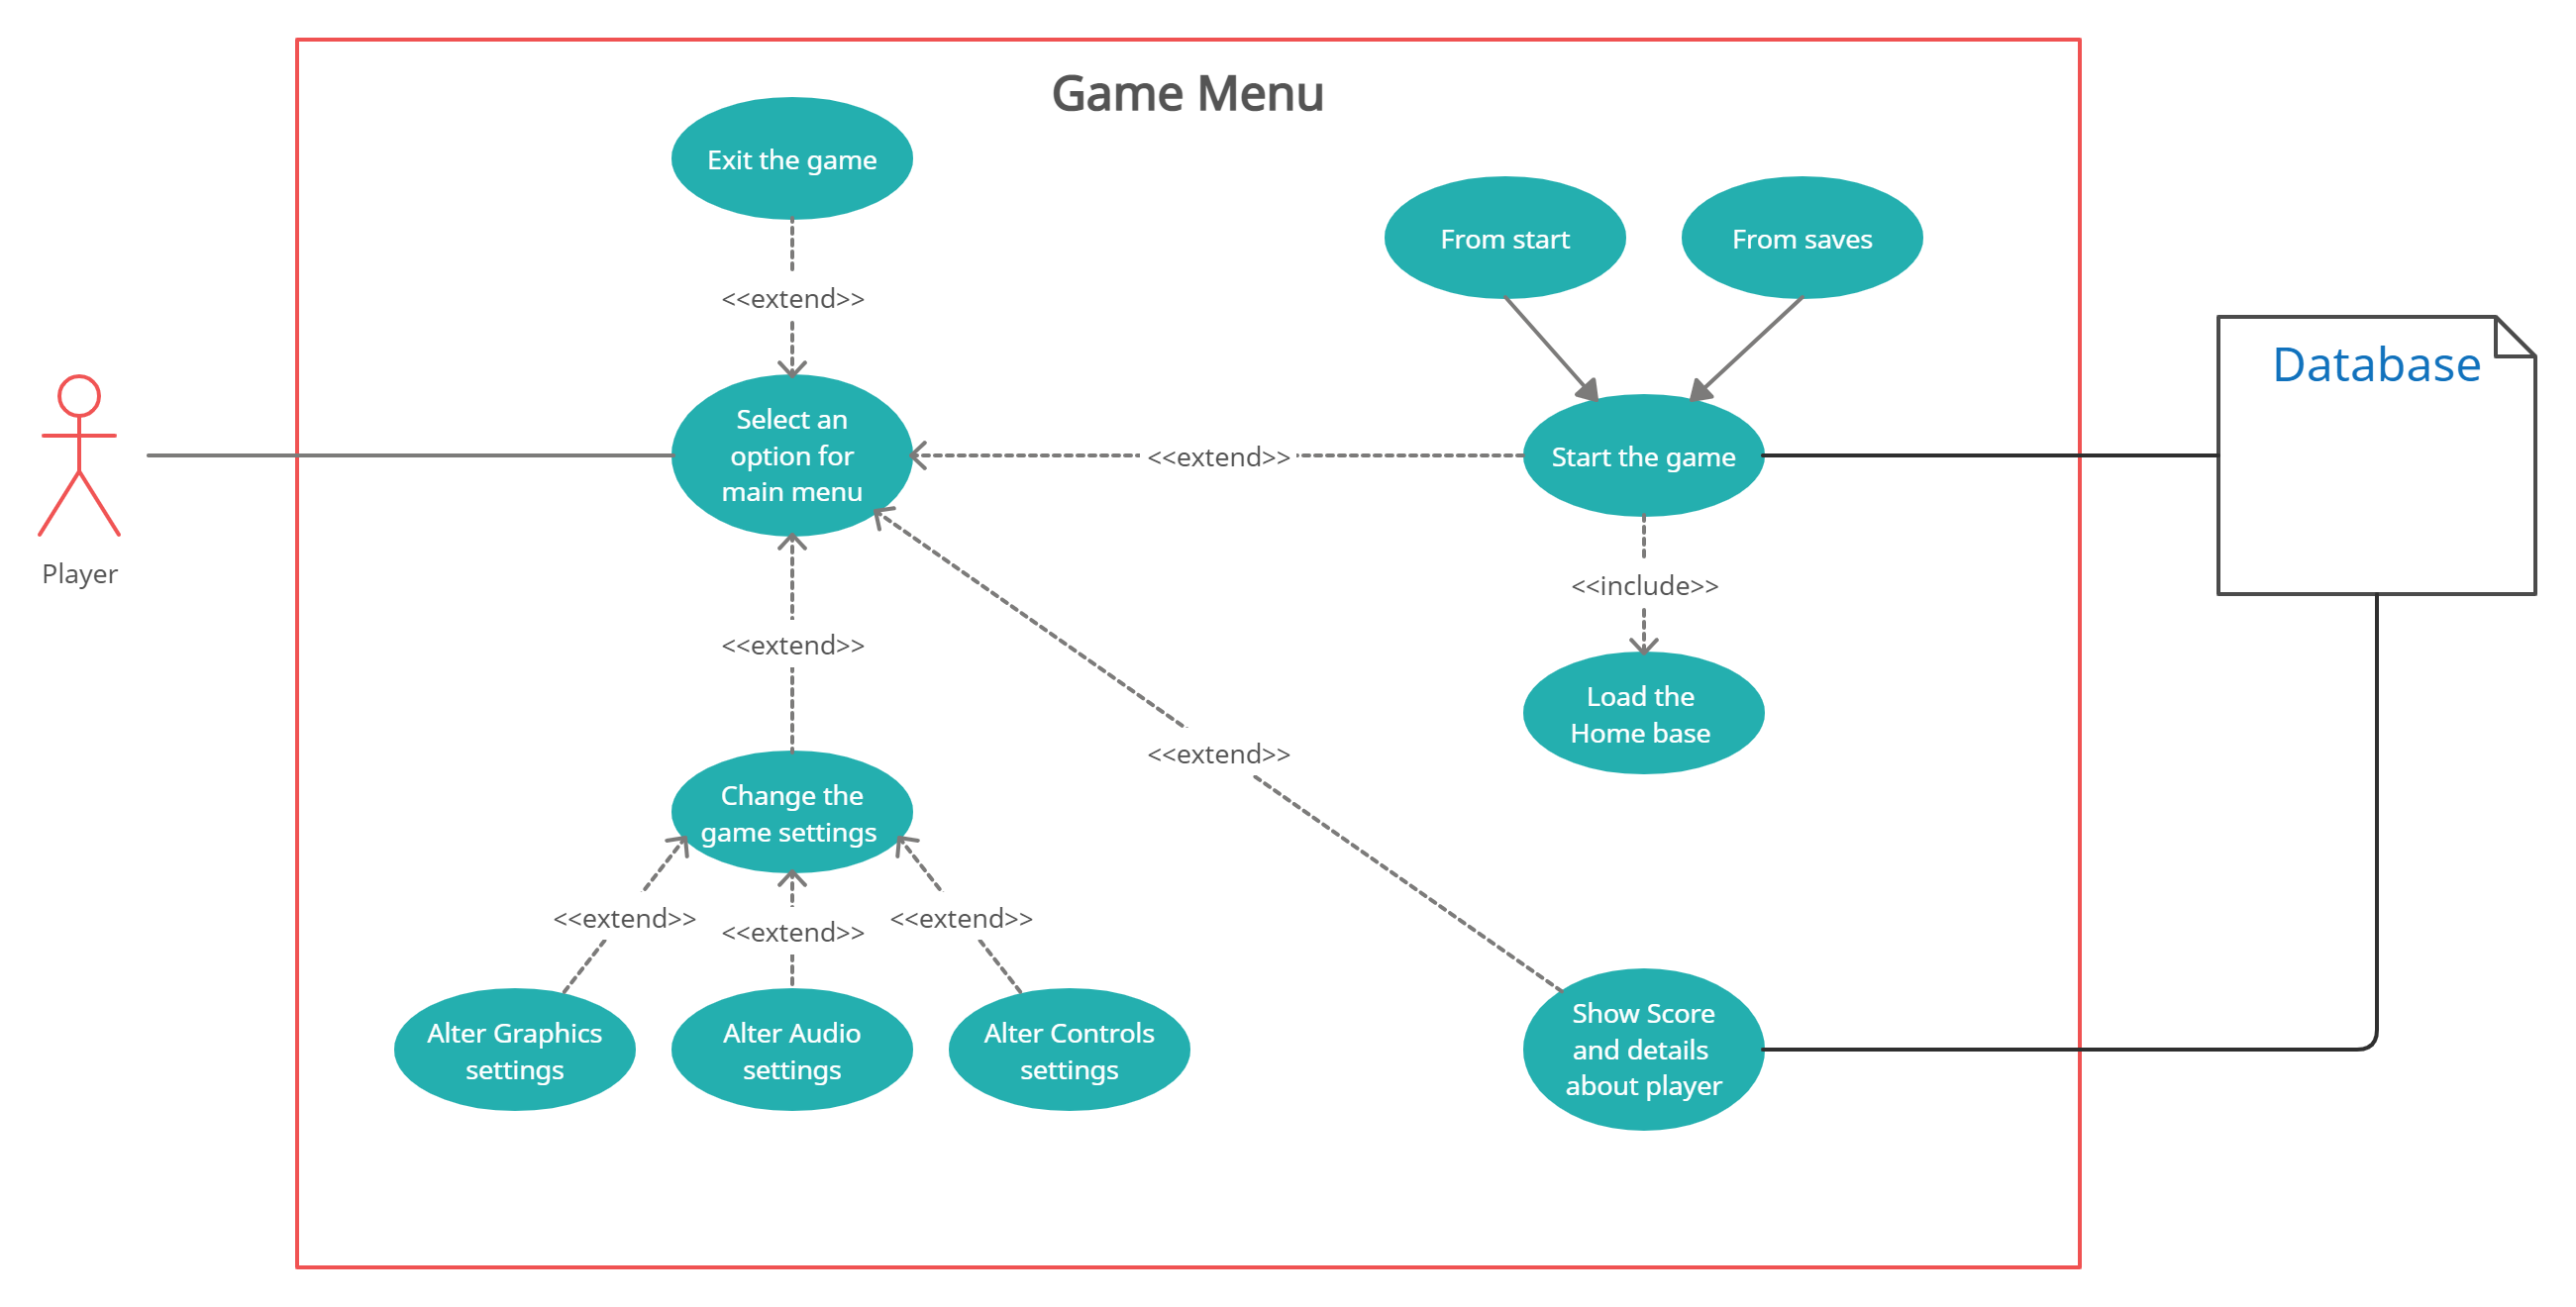 Game Menu
Exit the game
<<extend>>
From start
From saves
Database
Select an
option for
main menu
<<extend>>
Start the game
Player
<<include>>
<<extend>>
Load the
Home base
<<extend>>
Change the
game settings
<<extend>>
<<extend>>
<<extend>>
Alter Graphics
settings
Alter Audio
settings
Alter Controls
settings
Show Score
and details
about player